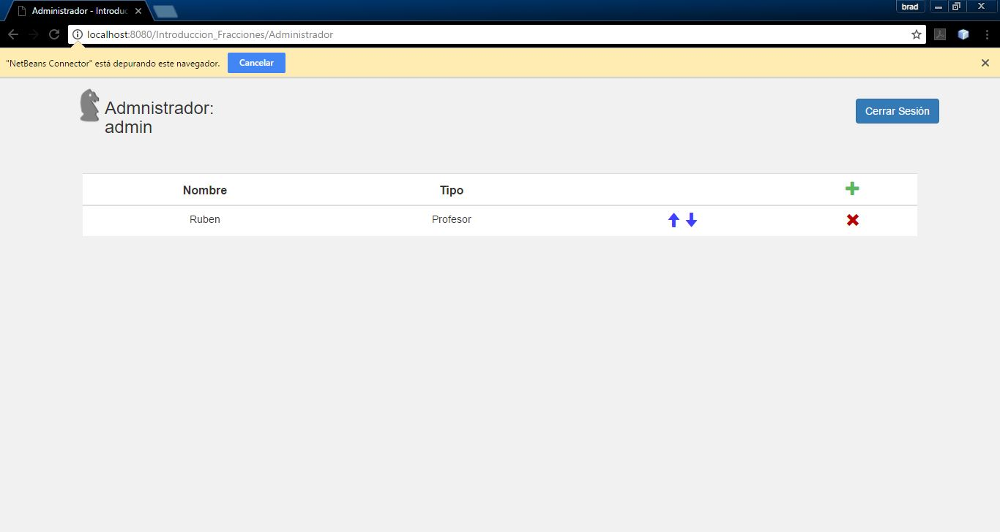 Administrador - Introduc
brad
localhost:8080/Introduccion_Fracciones/Administrador
"NetBeans Connector" está depurando este navegador.
Cancelar
Admnistrador:
admin
Cerrar Sesión
Nombre Tipo
Ruben Profesor